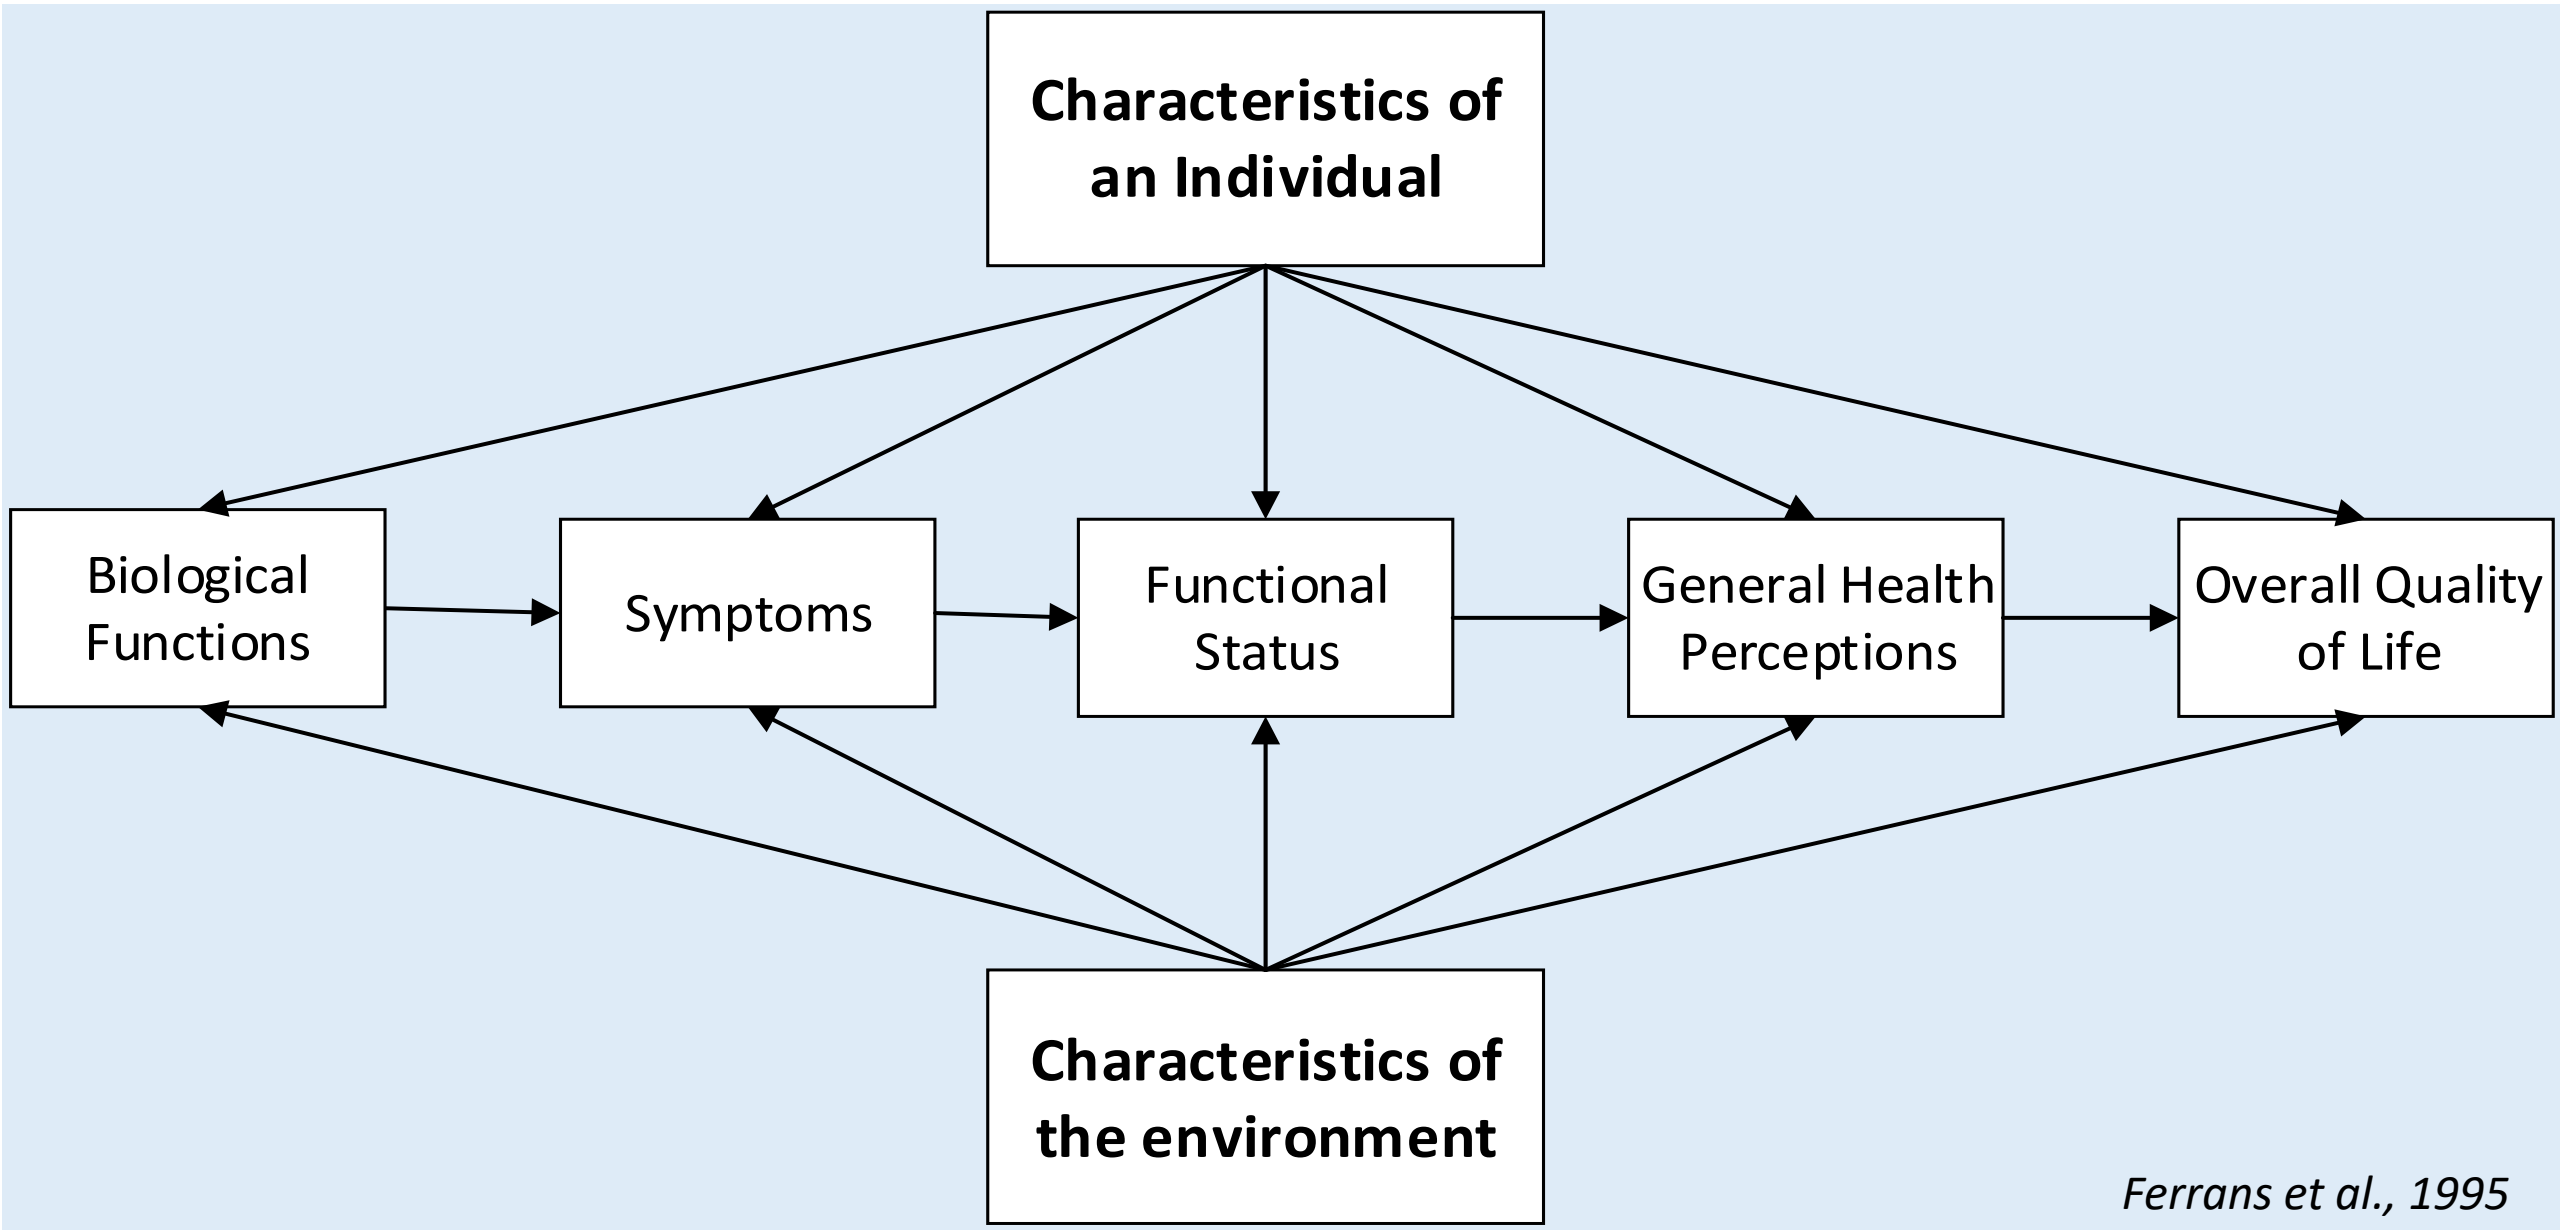 Characteristics of
an Individual
Biological
Functions
Symptoms
Functional
Status
General Health
Perceptions
Overall Quality
of Life
Characteristics of
the environment
Ferrans et al., 1995